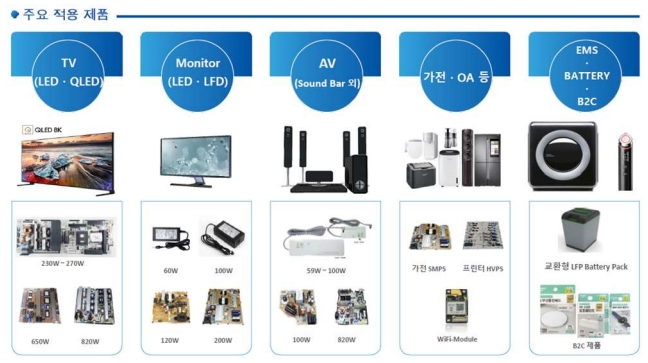 주요 적용 제품
TV
(LED · QLED)
Monitor
(LED · LFD)
AV
(Sound Bar 외)
가전 · OA 등
EMS
·
BATTERY
·
B2C
QLED 8K
230W ~ 270W
650W
820W
60W
100W
120W
200W
59W ~ 100W
100W
820W
가전 SMPS
프린터 HVPS
WiFi-Module
교환형 LFP Battery Pack
B2C 제품